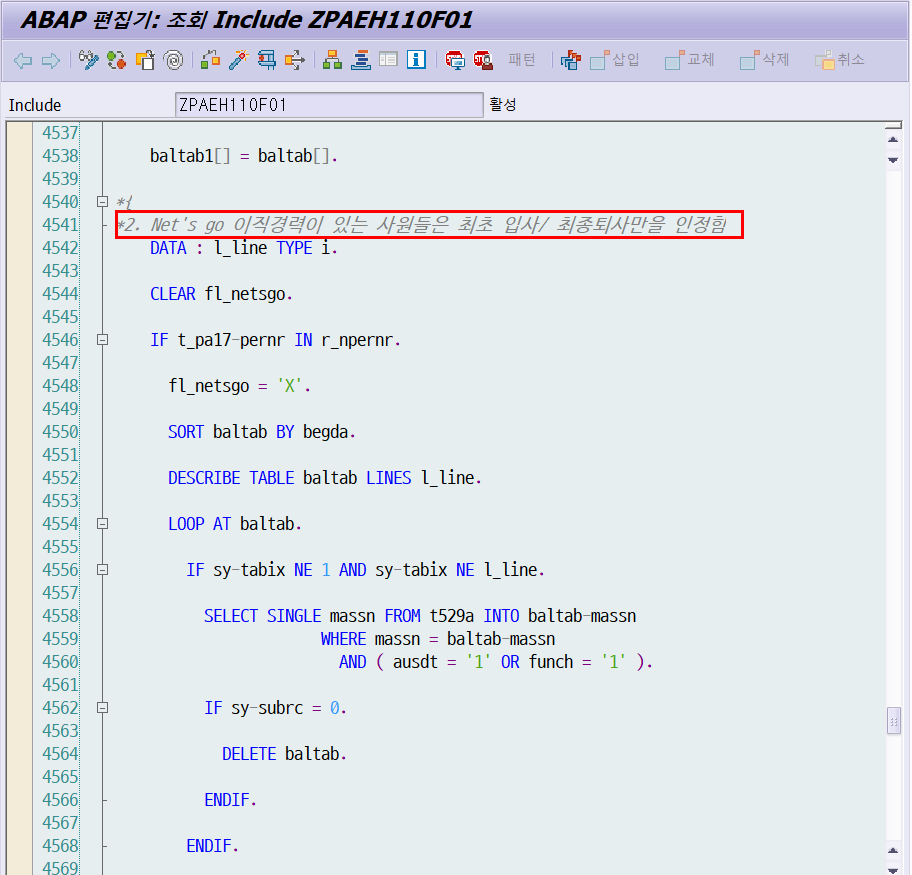 ABAP 편집기: 조회 Include ZPAEH110F01
패턴 삽입 교체 삭제 취소
Include ZPAEH110F01 활성
4537
4538 baltab1[] = baltab[].
4539
4540 *{
4541 *2. Net's go 이직경력이 있는 사원들은 최초 입사/ 최종퇴사만을 인정함
4542 DATA : l_line TYPE i.
4543
4544 CLEAR fl_netsgo.
4545
4546 IF t_pa17-pernr IN r_npernr.
4547
4548 fl_netsgo = 'X'.
4549
4550 SORT baltab BY begda.
4551
4552 DESCRIBE TABLE baltab LINES l_line.
4553
4554 LOOP AT baltab.
4555
4556 IF sy-tabix NE 1 AND sy-tabix NE l_line.
4557
4558 SELECT SINGLE massn FROM t529a INTO baltab-massn
4559 WHERE massn = baltab-massn
4560 AND ( ausdt = '1' OR funch = '1' ).
4561
4562 IF sy-subrc = 0.
4563
4564 DELETE baltab.
4565
4566 ENDIF.
4567
4568 ENDIF.
4569